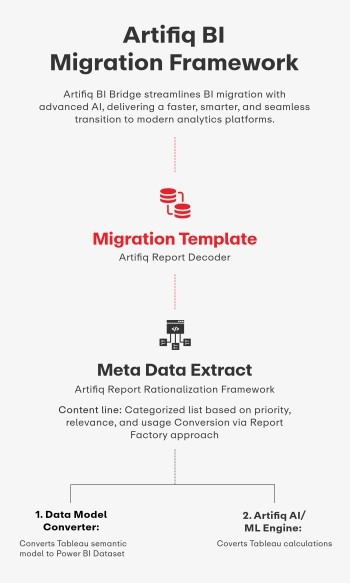 Artifiq BI
Migration Framework
Artifiq BI Bridge streamlines BI migration with
advanced AI, delivering a faster, smarter, and seamless
transition to modern analytics platforms.
Migration Template
Artifiq Report Decoder
Meta Data Extract
Artifiq Report Rationalization Framework
Content line: Categorized list based on priority,
relevance, and usage Conversion via Report
Factory approach
1. Data Model
Converter:
Converts Tableau semantic
model to Power BI Dataset
2. Artifiq AI/
ML Engine:
Coverts Tableau calculations